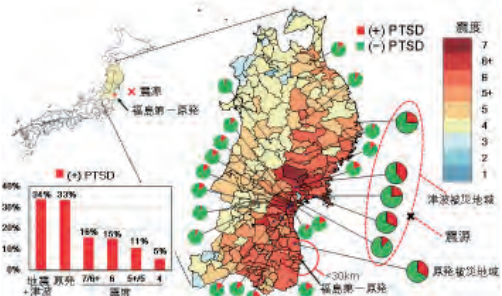 (+) PTSD
(−) PTSD
震度
7
6+
6
5+
5
4
3
2
1
× 震源
福島第一原発
(+) PTSD
40%
30%
20%
10%
0%
34%
33%
16%
15%
11%
5%
地震+津波
原発
7/6+
6
5+/5
4
震度
津波被災地域
震源
<30km
福島第一原発
原発被災地域